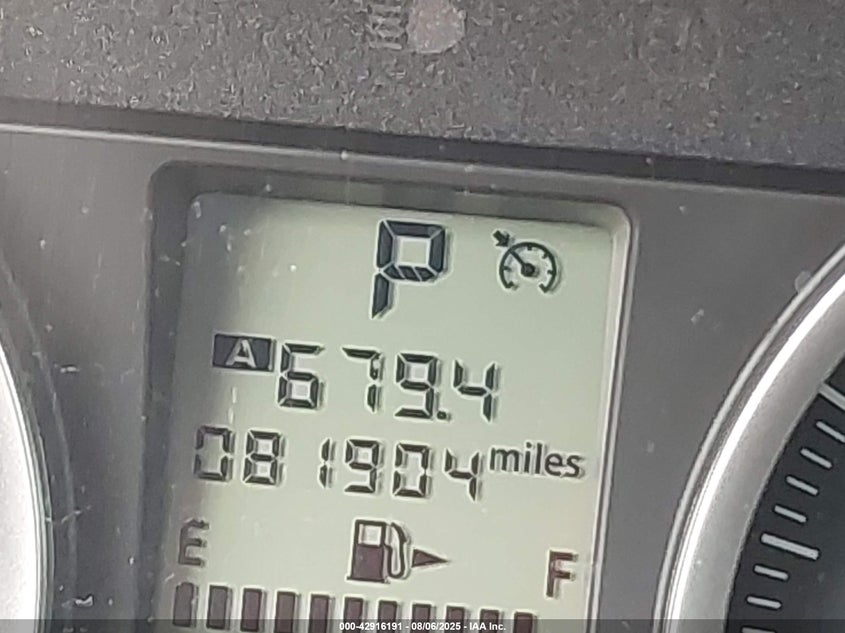 P
A 679.4
081904 miles
E F
000-42916191 - 08/06/2025 - IAA Inc.